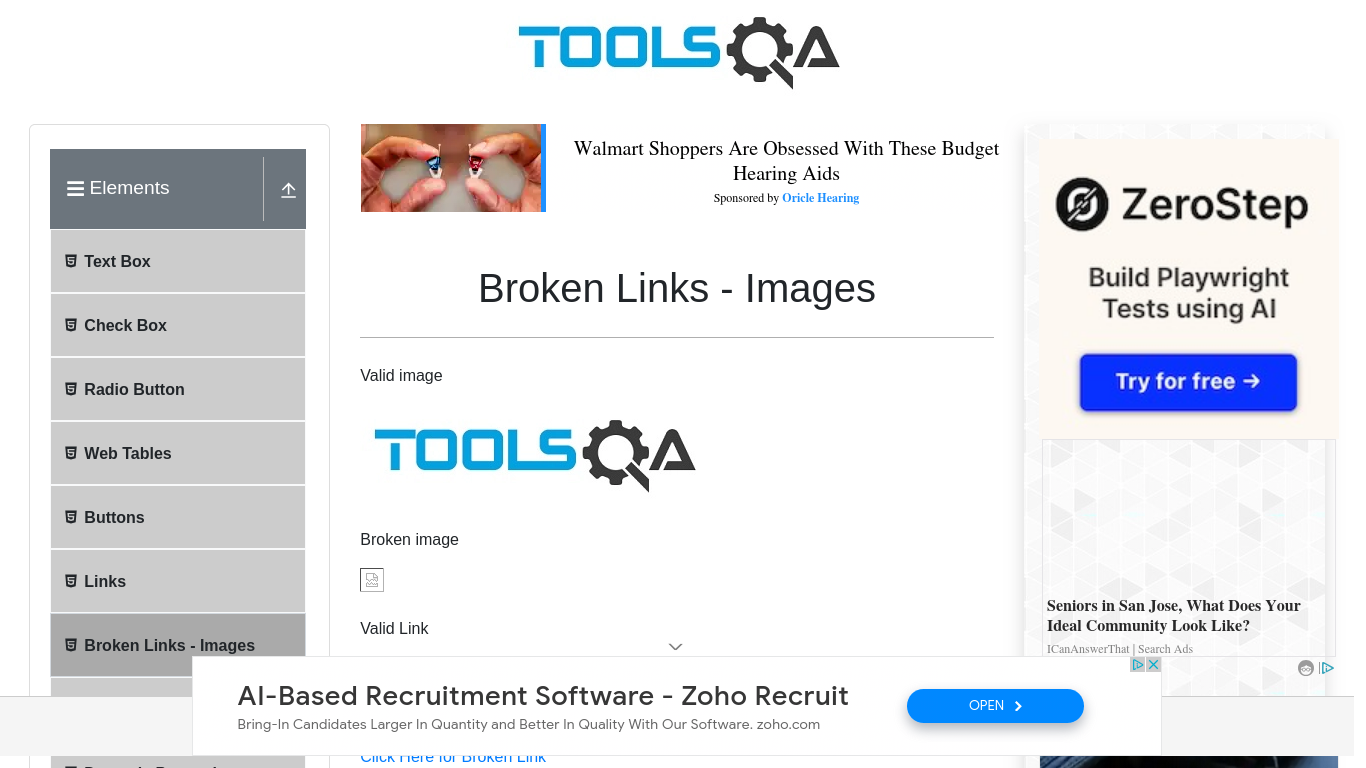 TOOLSQA
Elements
Text Box
Check Box
Radio Button
Web Tables
Buttons
Links
Broken Links - Images
Walmart Shoppers Are Obsessed With These Budget
Hearing Aids
Sponsored by Oricle Hearing
Broken Links - Images
Valid image
TOOLSQA
Broken image
Valid Link
Click Here for Broken Link
ZeroStep
Build Playwright
Tests using AI
Try for free →
Seniors in San Jose, What Does Your
Ideal Community Look Like?
ICanAnswerThat | Search Ads
AI-Based Recruitment Software - Zoho Recruit
Bring-In Candidates Larger In Quantity and Better In Quality With Our Software. zoho.com
OPEN